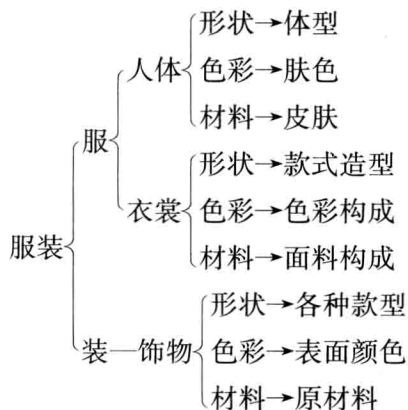 形状→体型
人体 色彩→肤色
材料→皮肤
服
形状→款式造型
衣裳 色彩→色彩构成
材料→面料构成
服装
形状→各种款型
装—饰物 色彩→表面颜色
材料→原材料